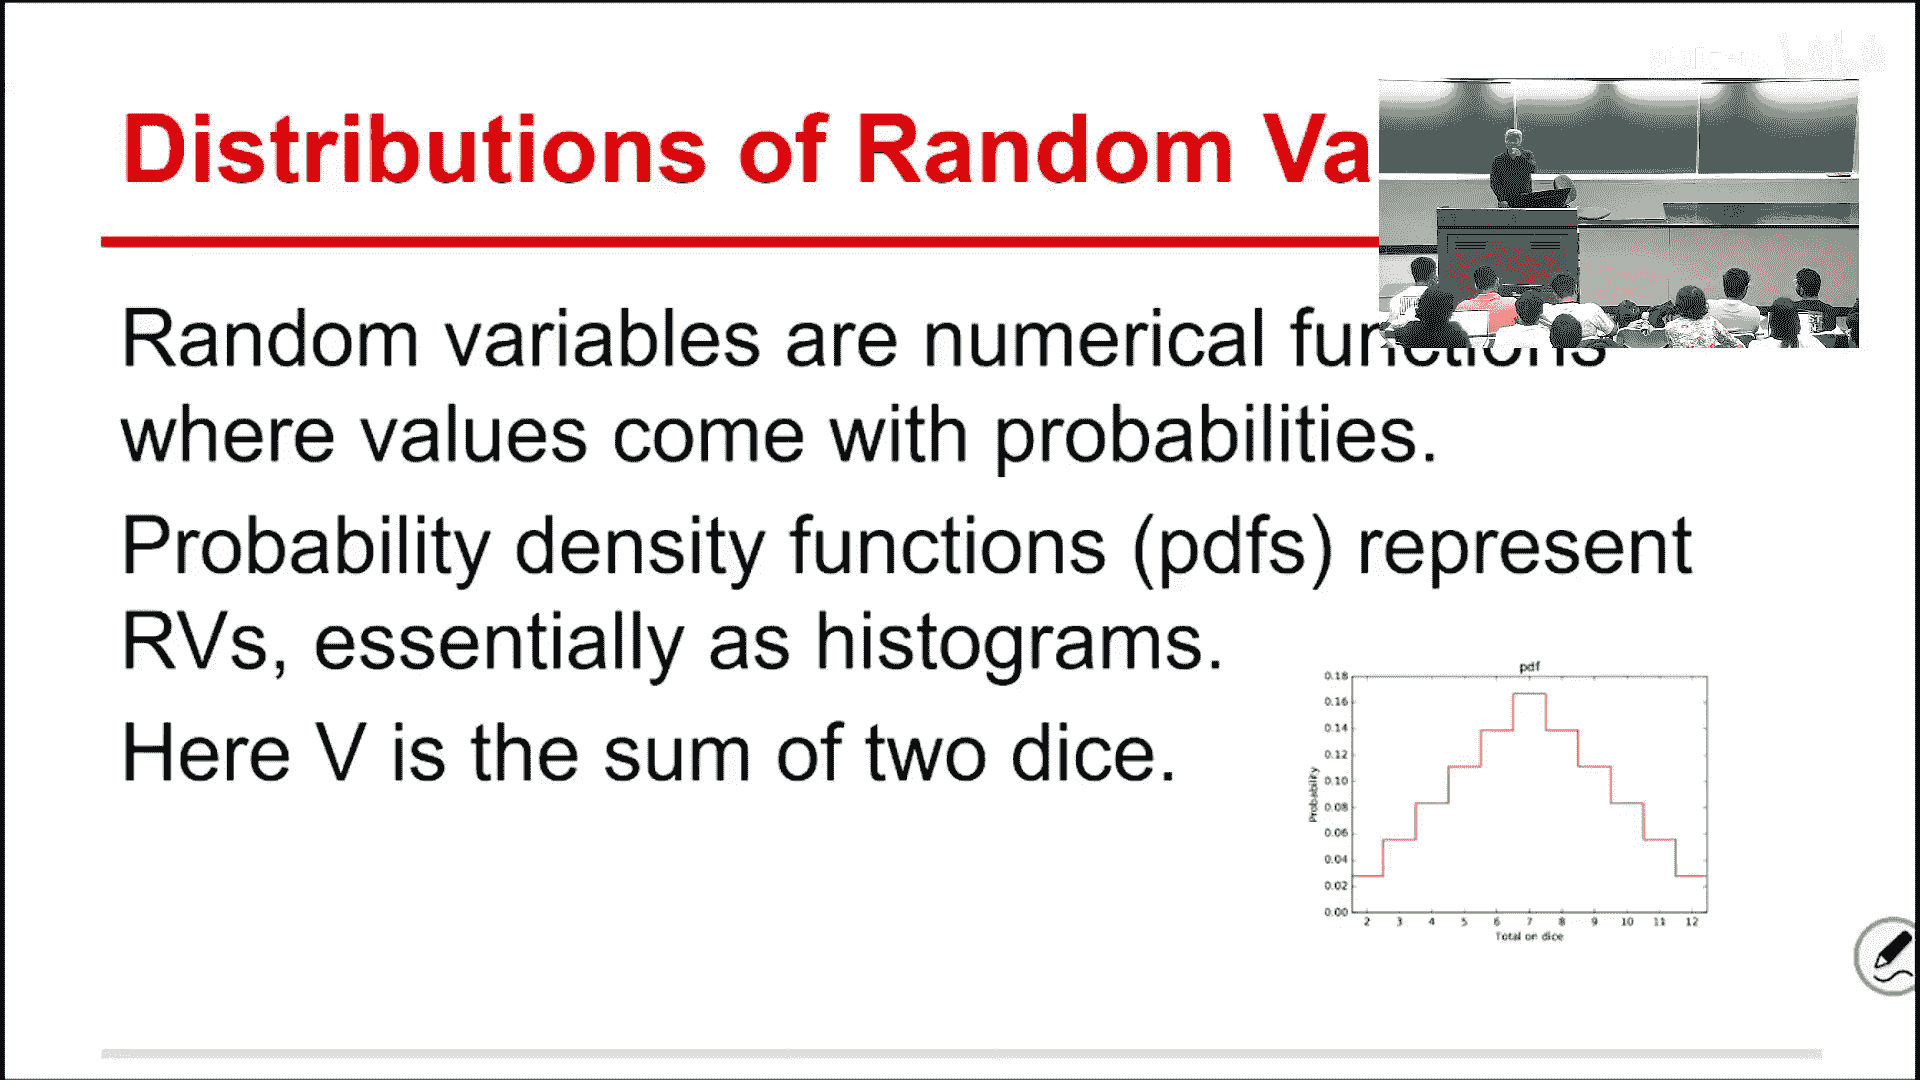 Distributions of Random Va
Random variables are numerical functions
where values come with probabilities.
Probability density functions (pdfs) represent
RVs, essentially as histograms.
Here V is the sum of two dice.
pdf
0.18
0.16
0.14
0.12
0.10
0.08
0.06
0.04
0.02
0.00
Probability
2 3 4 5 6 7 8 9 10 11 12
Total on dice